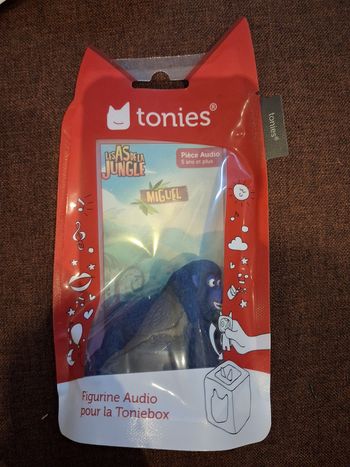 tonies®
tonies®
LES AS DE LA
JUNGLE
Pièce Audio
5 ans et plus
MIGUEL
Figurine Audio
pour la Toniebox